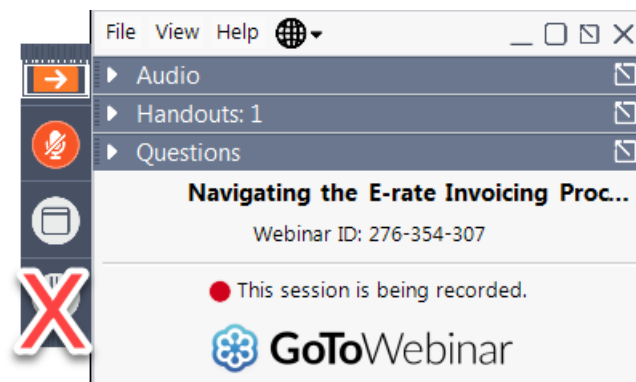 File View Help
Audio
Handouts: 1
Questions
Navigating the E-rate Invoicing Proc...
Webinar ID: 276-354-307
This session is being recorded.
GoToWebinar